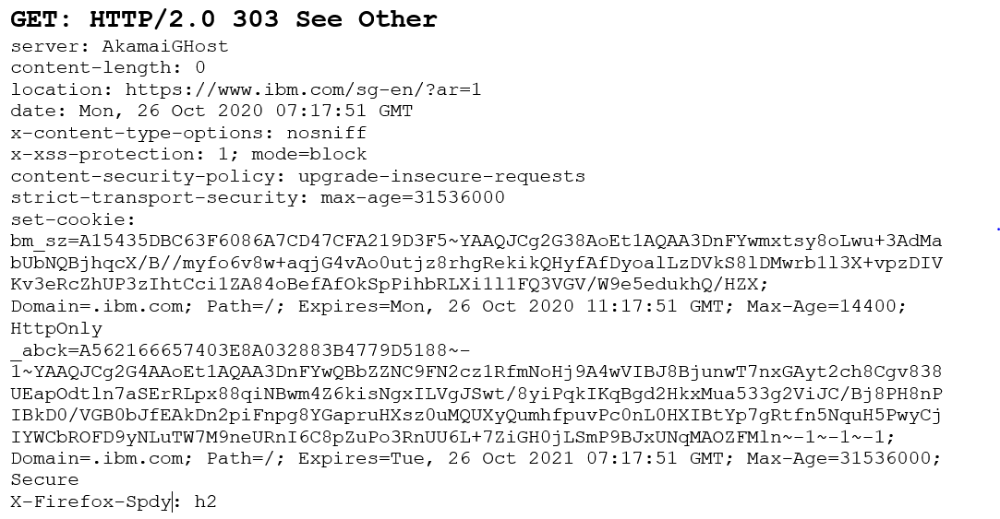 GET: HTTP/2.0 303 See Other
server: AkamaiGHost
content-length: 0
location: https://www.ibm.com/sg-en/?ar=1
date: Mon, 26 Oct 2020 07:17:51 GMT
x-content-type-options: nosniff
x-xss-protection: 1; mode=block
content-security-policy: upgrade-insecure-requests
strict-transport-security: max-age=31536000
set-cookie:
bm_sz=A15435DBC63F6086A7CD47CFA219D3F5~YAAQJCg2G38AoEt1AQAA3DnFYwmxtsy8oLwu+3AdMa
bUbNQBjhqcX/B//myfo6v8w+aqjG4vAo0utjz8rhgRekikQHyfAfDyoalLzDVkS8lDMwrb1l3X+vpzDIV
Kv3eRcZhUP3zIhtCci1ZA84oBefAfOkSpPihbRLXi1l1FQ3VGV/W9e5edukhQ/HZX;
Domain=.ibm.com; Path=/; Expires=Mon, 26 Oct 2020 11:17:51 GMT; Max-Age=14400;
HttpOnly
_abck=A562166657403E8A032883B4779D5188~-
1~YAAQJCg2G4AAoEt1AQAA3DnFYwQBbZZNC9FN2cz1RfmNoHj9A4wVIBJ8BjunwT7nxGAyt2ch8Cgv838
UEapOdtln7aSErRLpx88qiNBwm4Z6kisNgxILVgJSwt/8yiPqkIKqBgd2HkxMua533g2ViJC/Bj8PH8nP
IBkD0/VGB0bJfEAkDn2piFnpg8YGapruHXsz0uMQUXyQumhfpuvPc0nL0HXIBtYp7gRtfn5NquH5PwyCj
IYWCbROFD9yNLuTW7M9neURnI6C8pZuPo3RnUU6L+7ZiGH0jLSmP9BJxUNqMAOZFMln~-1~-1~-1;
Domain=.ibm.com; Path=/; Expires=Tue, 26 Oct 2021 07:17:51 GMT; Max-Age=31536000;
Secure
X-Firefox-Spdy: h2